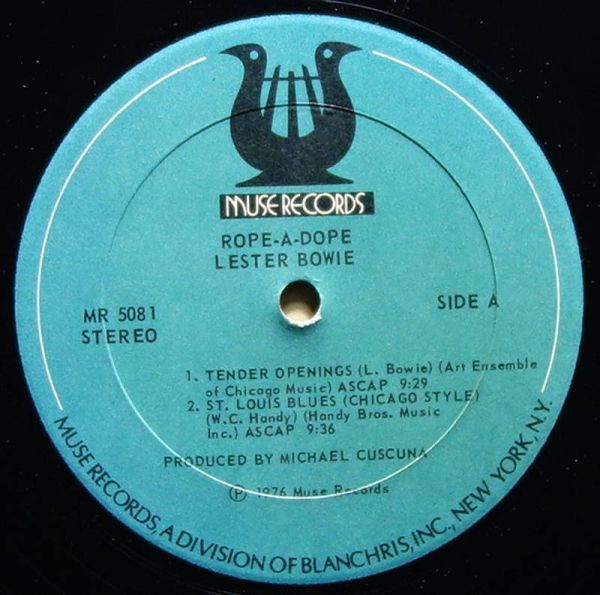 MUSE RECORDS
ROPE-A-DOPE
LESTER BOWIE
MR 5081
STEREO
SIDE A
1. TENDER OPENINGS (L. Bowie) (Art Ensemble
of Chicago Music) ASCAP 9:29
2. ST. LOUIS BLUES (CHICAGO STYLE)
(W.C. Handy) (Handy Bros. Music
Inc.) ASCAP 9:36
PRODUCED BY MICHAEL CUSCUNA
Ⓟ 1976 Muse Records
MUSE RECORDS, A DIVISION OF BLANCHRIS, INC., NEW YORK, N.Y.